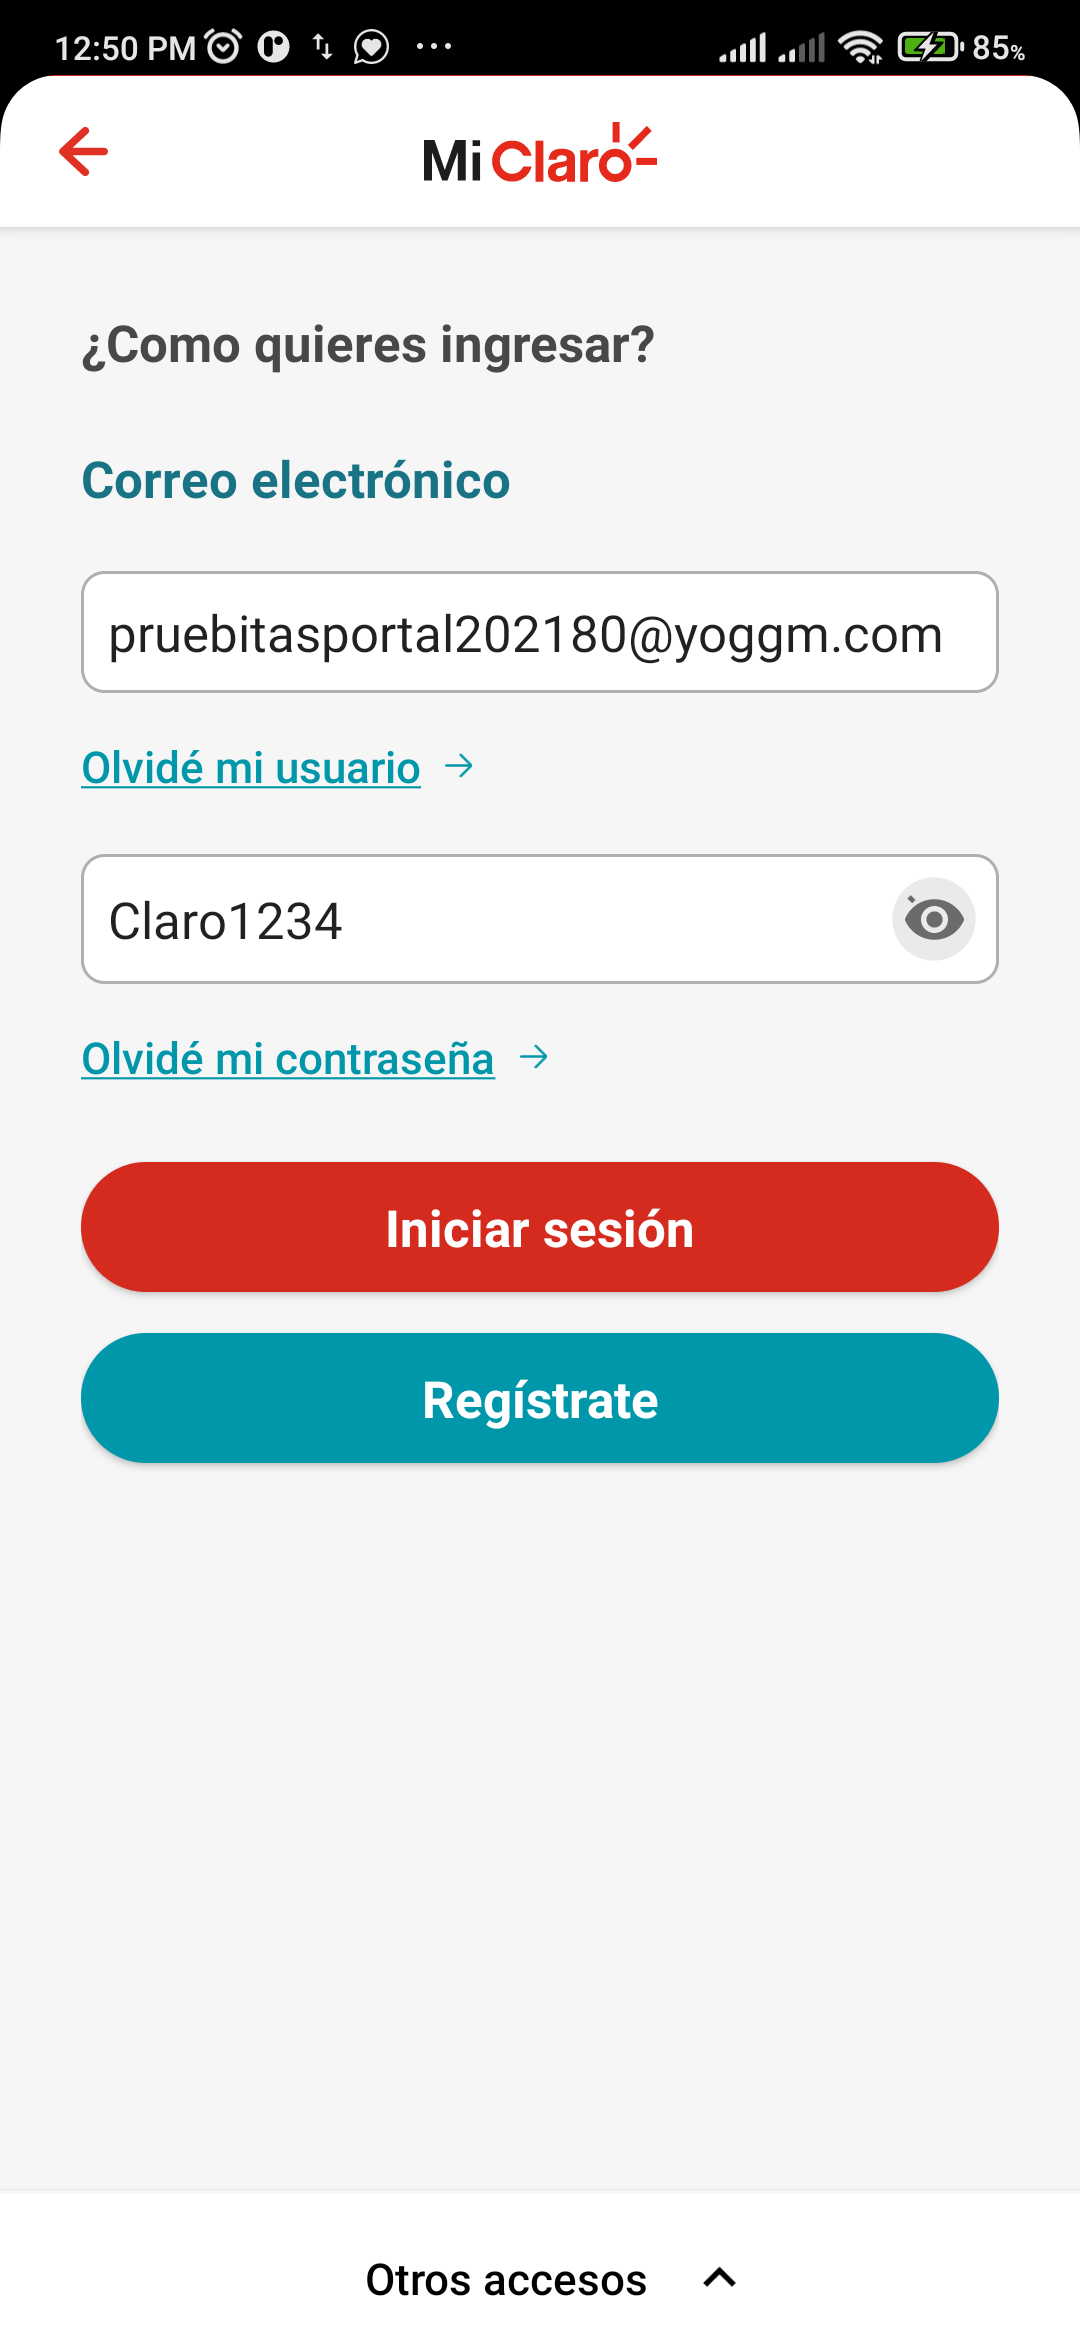 12:50 PM 85%
Mi Claro
¿Como quieres ingresar?
Correo electrónico
pruebitasportal202180@yoggm.com
Olvidé mi usuario
Claro1234
Olvidé mi contraseña
Iniciar sesión
Regístrate
Otros accesos